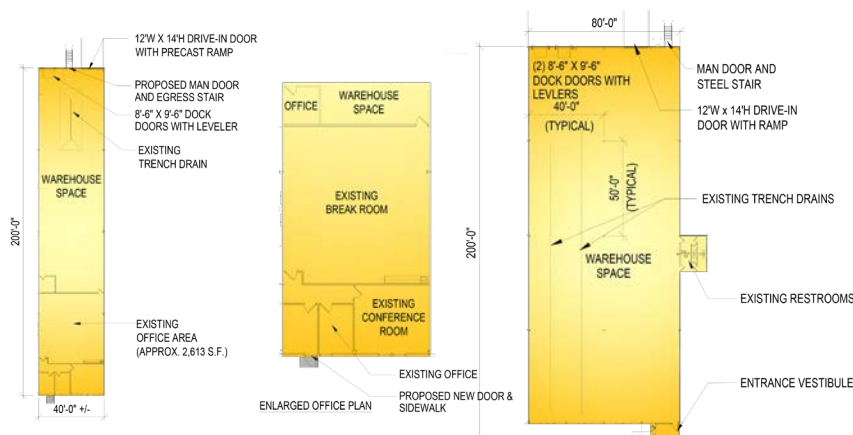 12'W X 14'H DRIVE-IN DOOR
WITH PRECAST RAMP
PROPOSED MAN DOOR
AND EGRESS STAIR
8'-6" X 9'-6" DOCK
DOORS WITH LEVELER
EXISTING
TRENCH DRAIN
WAREHOUSE
SPACE
200'-0"
EXISTING
OFFICE AREA
(APPROX. 2,613 S.F.)
40'-0" +/-
OFFICE
WAREHOUSE
SPACE
EXISTING
BREAK ROOM
EXISTING
CONFERENCE
ROOM
EXISTING OFFICE
PROPOSED NEW DOOR &
SIDEWALK
ENLARGED OFFICE PLAN
80'-0"
(2) 8'-6" X 9'-6"
DOCK DOORS WITH
LEVLERS
40'-0"
(TYPICAL)
50'-0"
(TYPICAL)
200'-0"
WAREHOUSE
SPACE
MAN DOOR AND
STEEL STAIR
12'W x 14'H DRIVE-IN
DOOR WITH RAMP
EXISTING TRENCH DRAINS
EXISTING RESTROOMS
ENTRANCE VESTIBULE